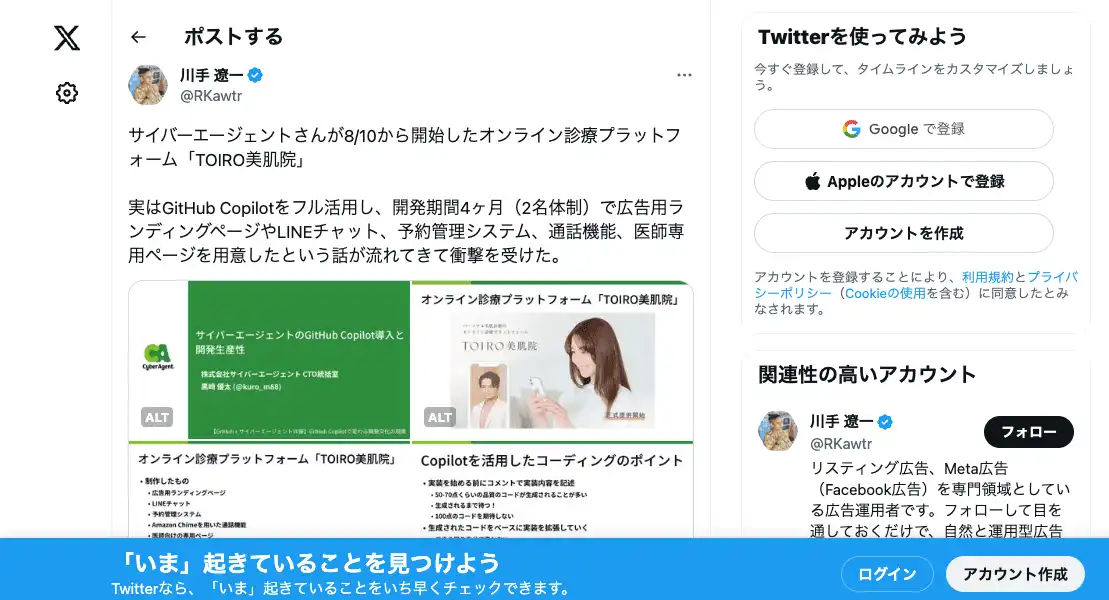 ポストする
川手 遼一
@RKawtr
サイバーエージェントさんが8/10から開始したオンライン診療プラットフ
ォーム「TOIRO美肌院」
実はGitHub Copilotをフル活用し、開発期間4ヶ月（2名体制）で広告用ラ
ンディングページやLINEチャット、予約管理システム、通話機能、医師専
用ページを用意したという話が流れてきて衝撃を受けた。
CyberAgent.
サイバーエージェントのGitHub Copilot導入と
開発生産性
株式会社サイバーエージェント CTO統括室
黒崎 優太 (@kuro_m88)
【GitHub x サイバーエージェント共催】GitHub Copilotで変わる開発文化の現実
ALT
オンライン診療プラットフォーム「TOIRO美肌院」
TOIRO 美肌院
正式提供開始
ALT
オンライン診療プラットフォーム「TOIRO美肌院」
・制作したもの
・広告用ランディングページ
・LINEチャット
・予約管理システム
・Amazon Chimeを用いた通話機能
・医師向けの専用ページ
Copilotを活用したコーディングのポイント
・実装を始める前にコメントで実装内容を記述
・50-70点くらいの品質のコードが生成されることが多い
・生成されるまで待つ！
・100点のコードを期待しない
・生成されたコードをベースに実装を拡張していく
Twitterを使ってみよう
今すぐ登録して、タイムラインをカスタマイズしましょ
う。
Google で登録
Appleのアカウントで登録
アカウントを作成
アカウントを登録することにより、利用規約とプライバ
シーポリシー（Cookieの使用を含む）に同意したとみ
なされます。
関連性の高いアカウント
川手 遼一
@RKawtr
フォロー
リスティング広告、Meta広告
（Facebook広告）を専門領域としてい
る広告運用者です。フォローして目を
通しておくだけで、自然と運用型広告
「いま」起きていることを見つけよう
Twitterなら、「いま」起きていることをいち早くチェックできます。
ログイン
アカウント作成